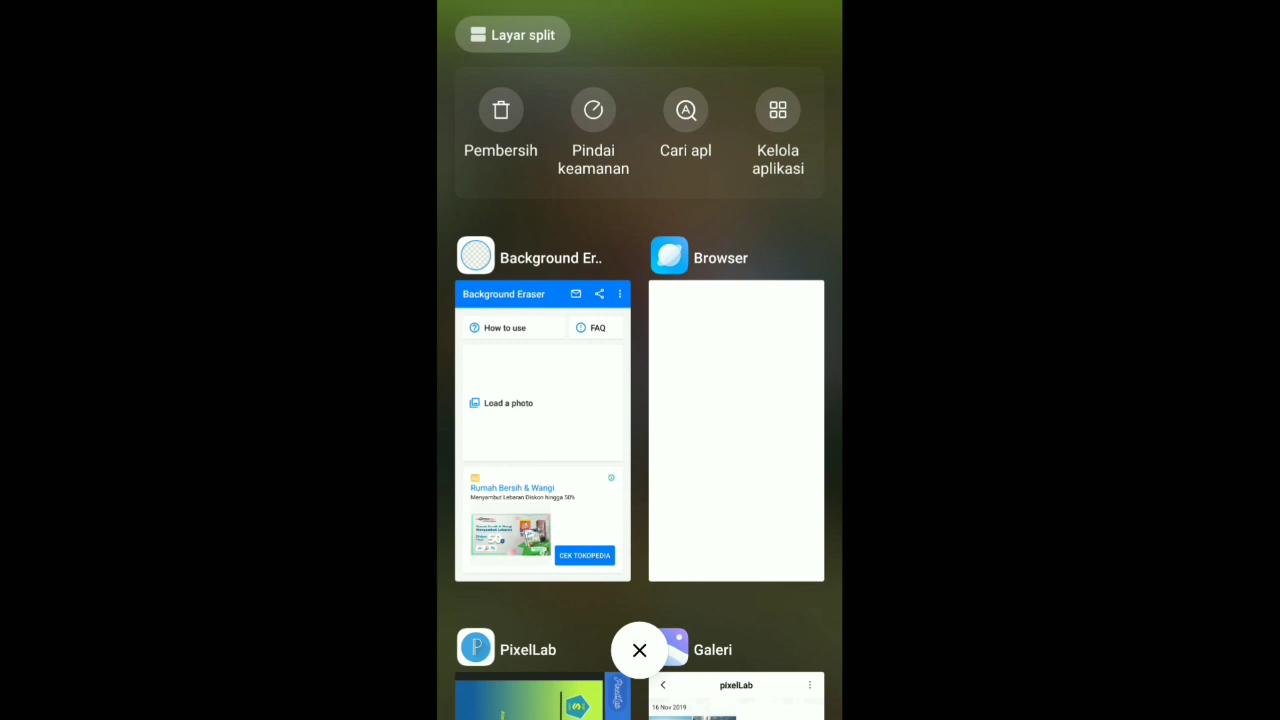 Layar split
Pembersih
Pindai
keamanan
Cari apl
Kelola
aplikasi
Background Er..
Browser
Background Eraser
How to use
FAQ
Load a photo
Ad
Rumah Bersih & Wangi
Menyambut Lebaran Diskon hingga 50%
CEK TOKOPEDIA
PixelLab
Galeri
pixelLab
16 Nov 2019